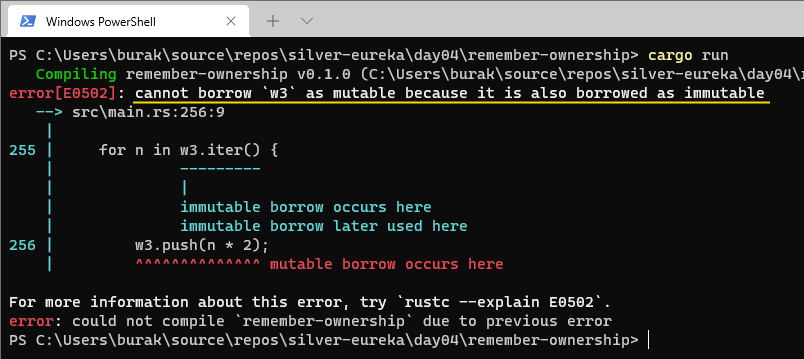 Windows PowerShell
PS C:\Users\burak\source\repos\silver-eureka\day04\remember-ownership> cargo run
   Compiling remember-ownership v0.1.0 (C:\Users\burak\source\repos\silver-eureka\day04\r
error[E0502]: cannot borrow `w3` as mutable because it is also borrowed as immutable
   --> src\main.rs:256:9
    |
255 |     for n in w3.iter() {
    |              ---------
    |              |
    |              immutable borrow occurs here
    |              immutable borrow later used here
256 |         w3.push(n * 2);
    |         ^^^^^^^^^^^^^^ mutable borrow occurs here

For more information about this error, try `rustc --explain E0502`.
error: could not compile `remember-ownership` due to previous error
PS C:\Users\burak\source\repos\silver-eureka\day04\remember-ownership>